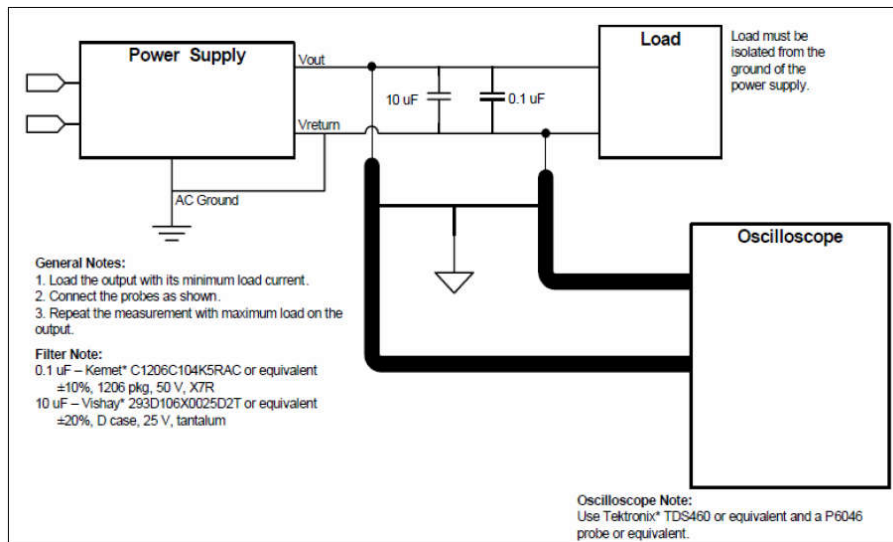 Power Supply
Vout
Vreturn
10 uF
0.1 uF
Load
Load must be
isolated from the
ground of the
power supply.
AC Ground
General Notes:
1. Load the output with its minimum load current.
2. Connect the probes as shown.
3. Repeat the measurement with maximum load on the
output.
Filter Note:
0.1 uF – Kemet* C1206C104K5RAC or equivalent
±10%, 1206 pkg, 50 V, X7R
10 uF – Vishay* 293D106X0025D2T or equivalent
±20%, D case, 25 V, tantalum
Oscilloscope
Oscilloscope Note:
Use Tektronix* TDS460 or equivalent and a P6046
probe or equivalent.